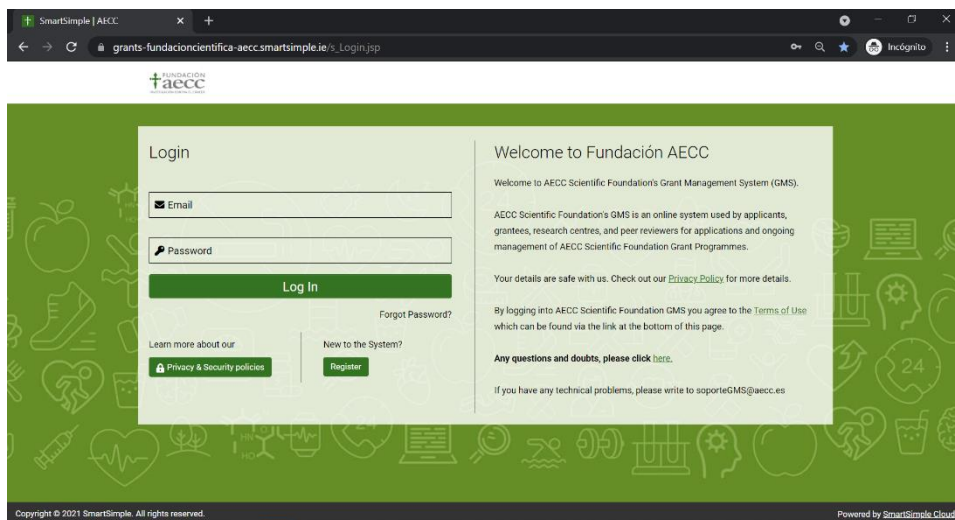 SmartSimple | AECC
grants-fundacioncientifica-aecc.smartsimple.ie/s_Login.jsp
Incógnito
FUNDACIÓN
aecc
Login
Email
Password
Log In
Forgot Password?
Learn more about our
Privacy & Security policies
New to the System?
Register
Welcome to Fundación AECC
Welcome to AECC Scientific Foundation's Grant Management System (GMS).
AECC Scientific Foundation's GMS is an online system used by applicants,
grantees, research centres, and peer reviewers for applications and ongoing
management of AECC Scientific Foundation Grant Programmes.
Your details are safe with us. Check out our Privacy Policy for more details.
By logging into AECC Scientific Foundation GMS you agree to the Terms of Use
which can be found via the link at the bottom of this page.
Any questions and doubts, please click here.
If you have any technical problems, please write to soporteGMS@aecc.es
24
HN
HO
Copyright © 2021 SmartSimple. All rights reserved.
Powered by SmartSimple Cloud